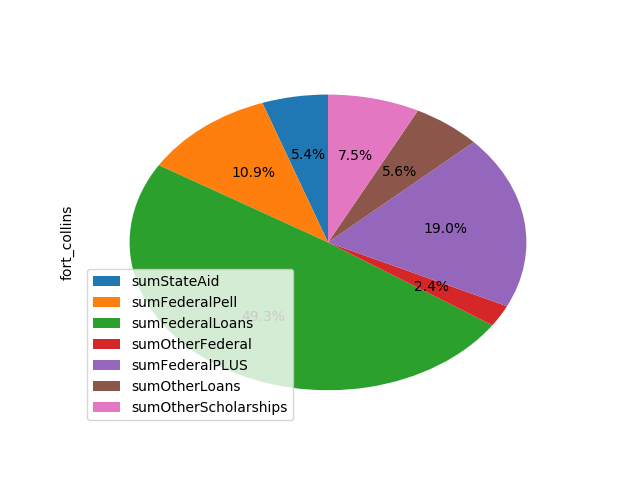 5.4%
7.5%
10.9%
5.6%
19.0%
fort_collins
2.4%
49.3%
sumStateAid
sumFederalPell
sumFederalLoans
sumOtherFederal
sumFederalPLUS
sumOtherLoans
sumOtherScholarships